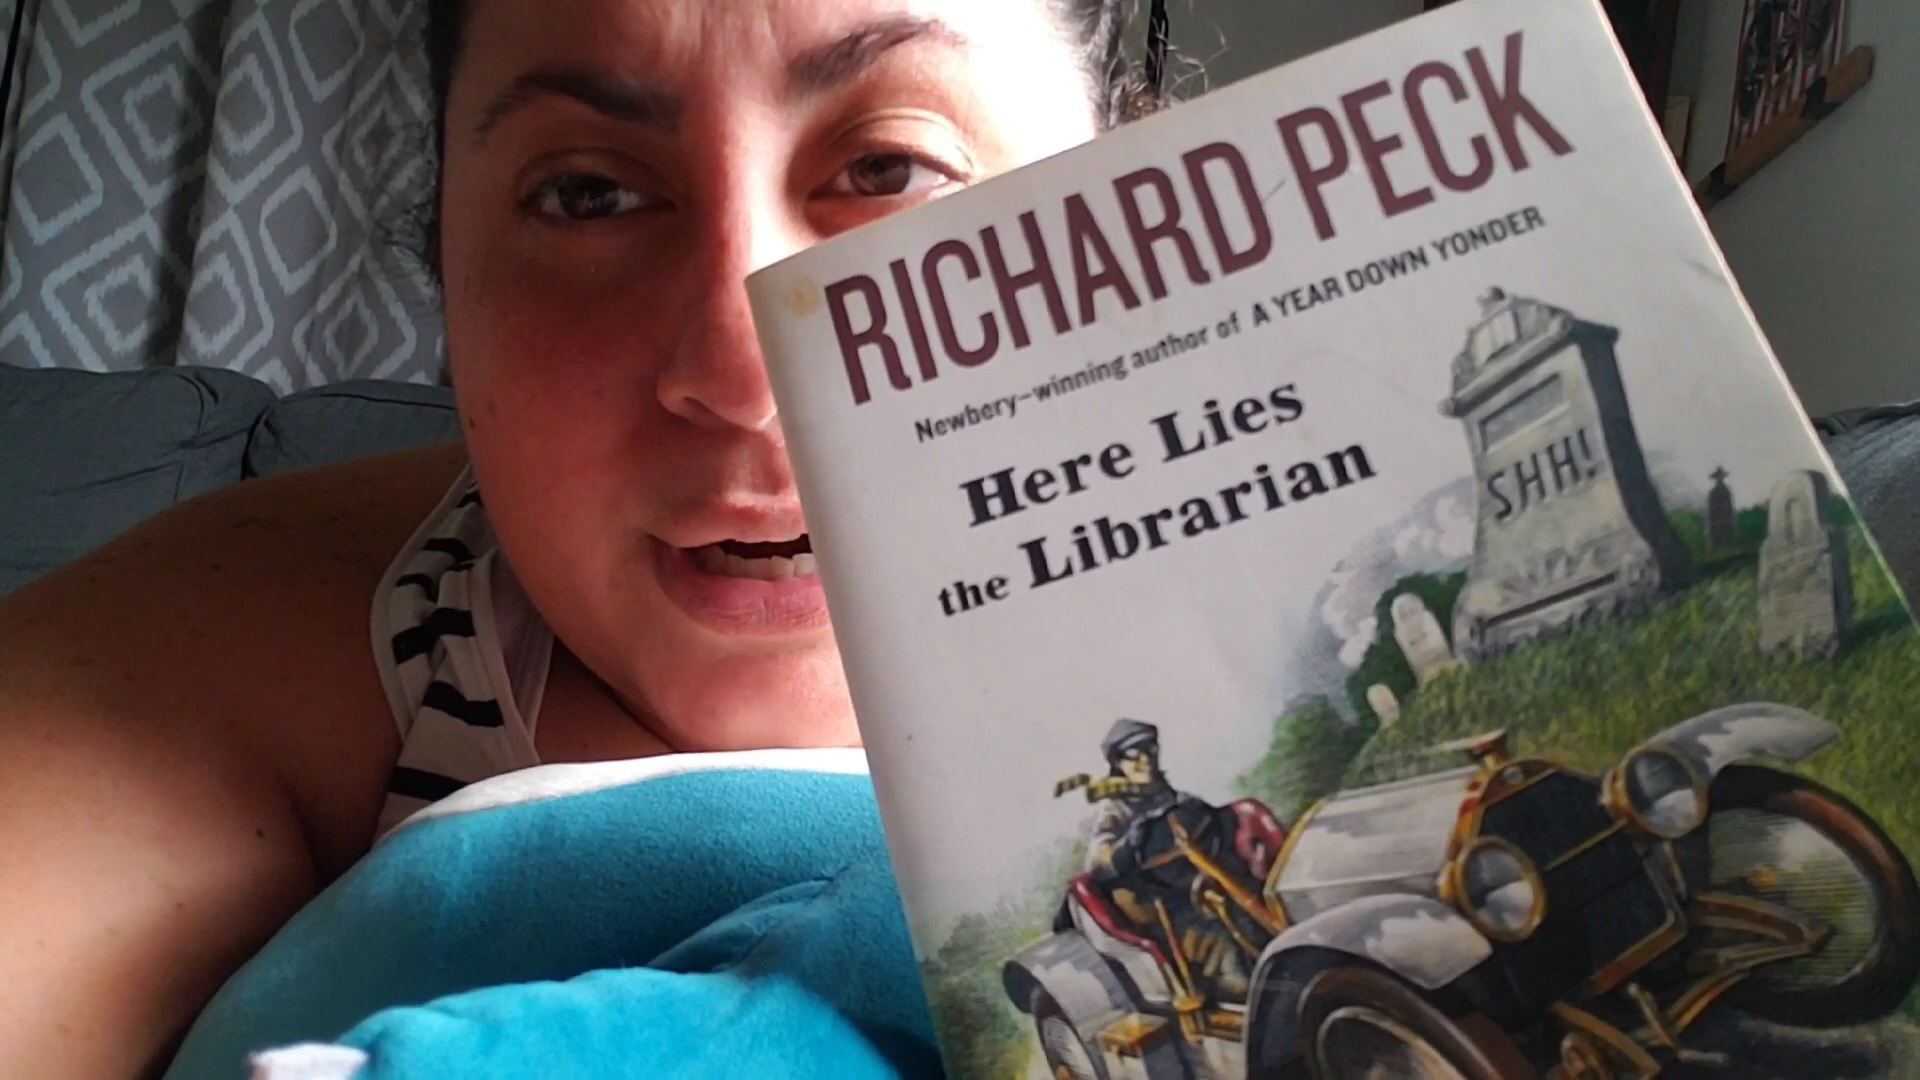 RICHARD PECK
Newbery-winning author of A YEAR DOWN YONDER
Here Lies
the Librarian
SHH!